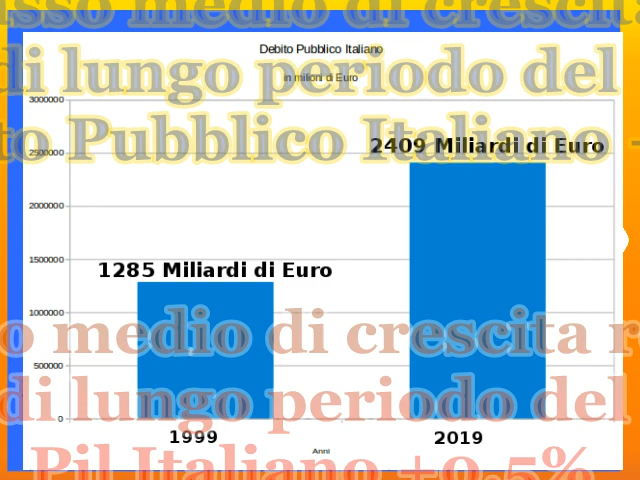 sso medio di crescita
Debito Pubblico Italiano
di lungo periodo del
in milioni di Euro
3000000
to Pubblico Italiano +
2409 Miliardi di Euro
2500000
2000000
1500000
1285 Miliardi di Euro
1000000
o medio di crescita r
500000
di lungo periodo del
0
1999
2019
Anni
Pil Italiano +0,5%